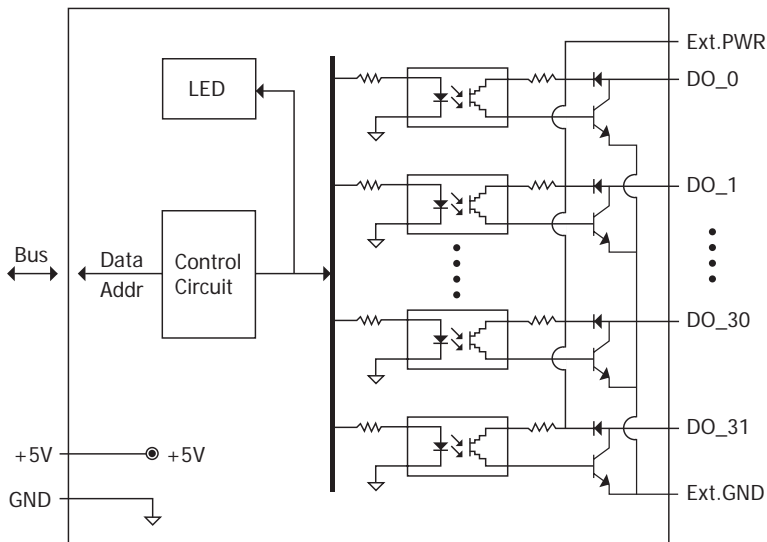 Ext.PWR
LED
DO_0
DO_1
Bus
Data
Addr
Control
Circuit
DO_30
DO_31
+5V
+5V
GND
Ext.GND